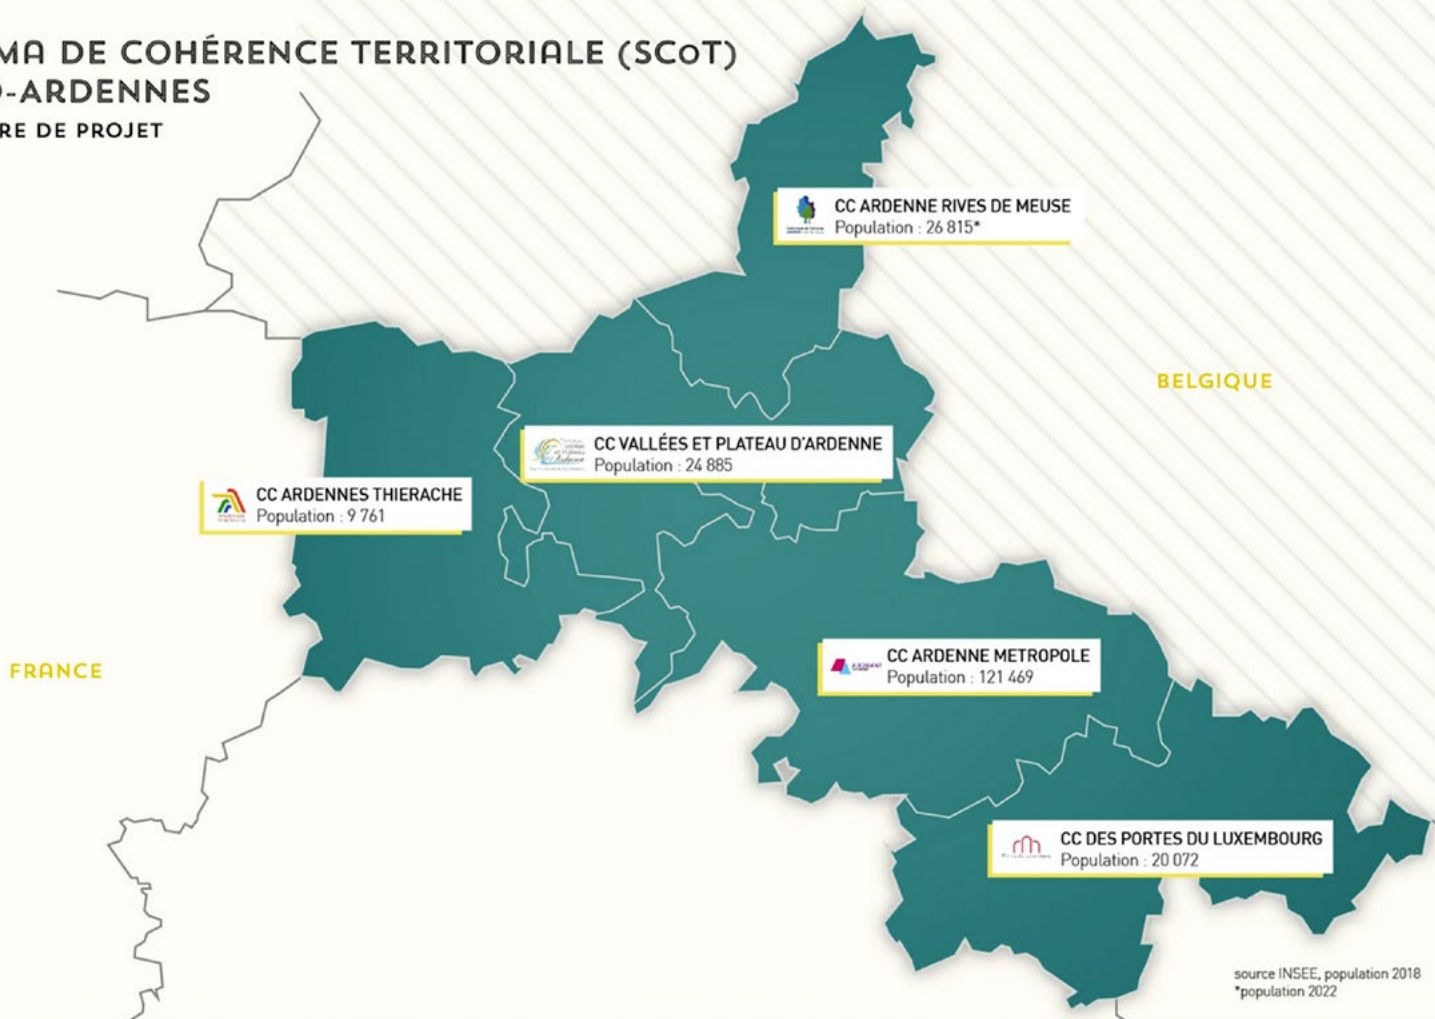 MA DE COHÉRENCE TERRITORIALE (SCoT)
-ARDENNES
RE DE PROJET
CC ARDENNE RIVES DE MEUSE
Population : 26 815*
BELGIQUE
CC VALLÉES ET PLATEAU D'ARDENNE
Population : 24 885
CC ARDENNES THIERACHE
Population : 9 761
FRANCE
CC ARDENNE METROPOLE
Population : 121 469
CC DES PORTES DU LUXEMBOURG
Population : 20 072
source INSEE, population 2018
*population 2022